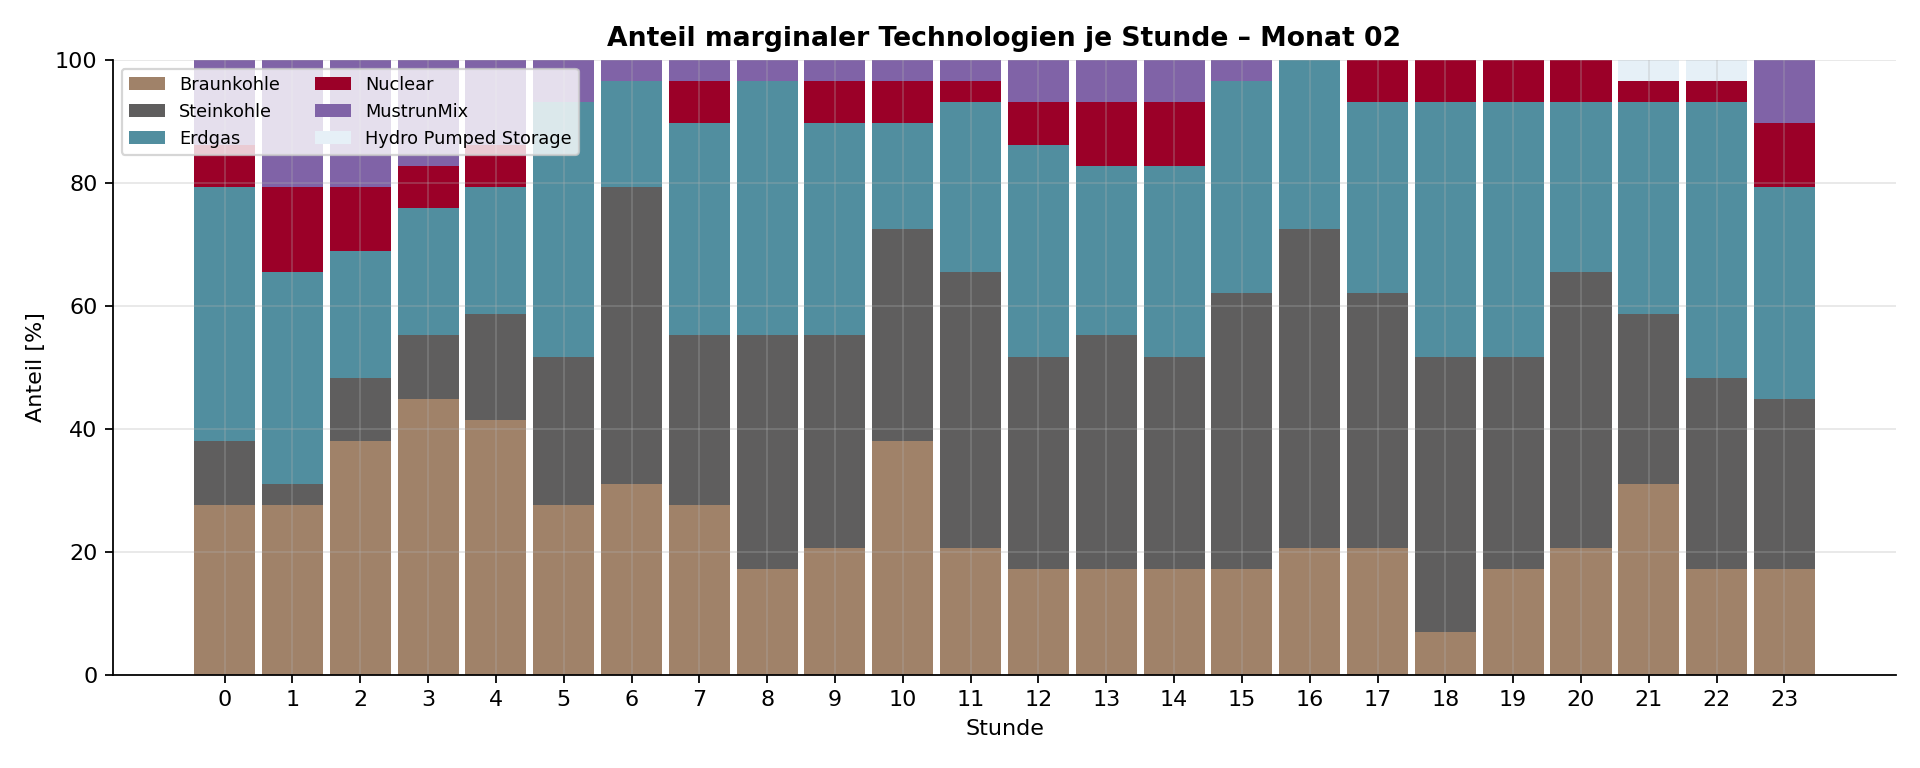 Anteil marginaler Technologien je Stunde – Monat 02
Braunkohle Nuclear
Steinkohle MustrunMix
Erdgas Hydro Pumped Storage
Anteil [%]
100
80
60
40
20
0
0 1 2 3 4 5 6 7 8 9 10 11 12 13 14 15 16 17 18 19 20 21 22 23
Stunde